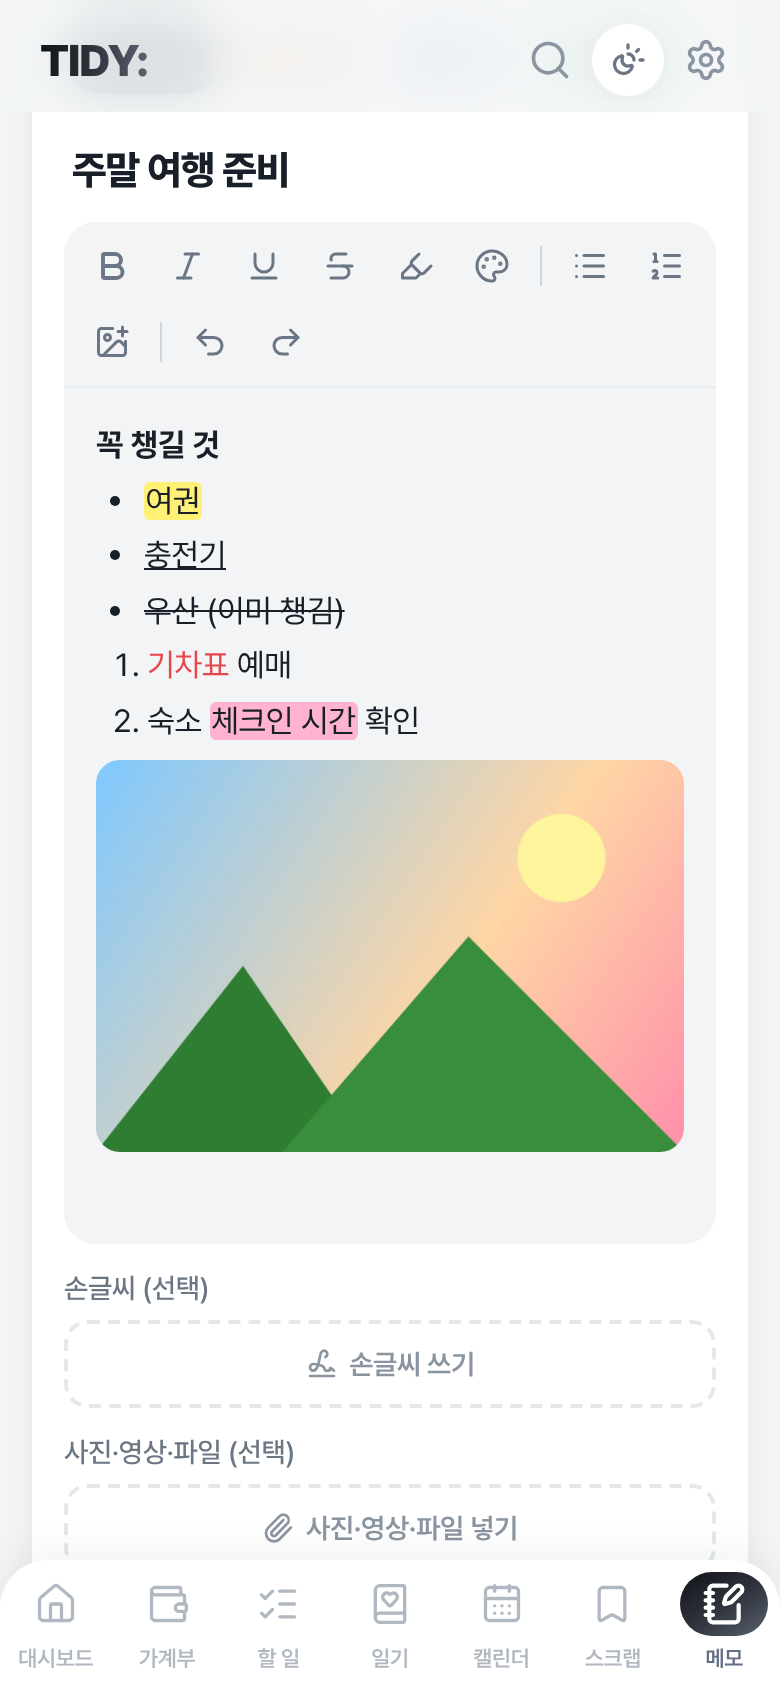 TIDY:
주말 여행 준비
꼭 챙길 것
• 여권
• 충전기
• 우산 (이미 챙김)
1. 기차표 예매
2. 숙소 체크인 시간 확인
손글씨 (선택)
손글씨 쓰기
사진·영상·파일 (선택)
사진·영상·파일 넣기
대시보드 가계부 할 일 일기 캘린더 스크랩 메모